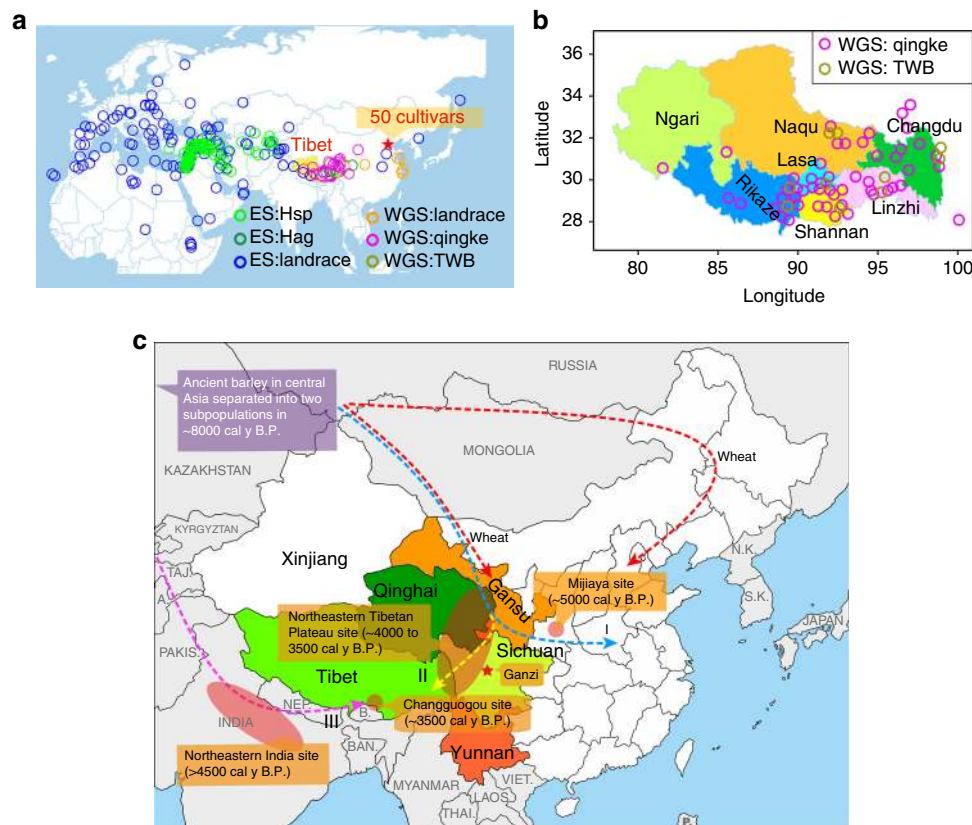 a
50 cultivars
Tibet
ES:Hsp
ES:Hag
ES:landrace
WGS:landrace
WGS:qingke
WGS:TWB
b
WGS: qingke
WGS: TWB
36
34
32
30
28
Latitude
Ngari
Naqu
Changdu
Lasa
Rikaze
Linzhi
Shannan
80
85
90
95
100
Longitude
c
Ancient barley in central
Asia separated into two
subpopulations in
~8000 cal y B.P.
RUSSIA
MONGOLIA
Wheat
KAZAKHSTAN
KYRGYZTAN
TAJ.
A.
PAKIS.
Xinjiang
Wheat
Qinghai
Gansu
Mijiaya site
(~5000 cal y B.P.)
N.K.
S.K.
JAPAN
I
Northeastern Tibetan
Plateau site (~4000 to
3500 cal y B.P.)
Sichuan
Ganzi
Tibet
II
Changguogou site
(~3500 cal y B.P.)
NEP.
B.
III
INDIA
BAN.
Northeastern India site
(>4500 cal y B.P.)
Yunnan
MYANMAR
VIET.
LAOS
THAI.
P.